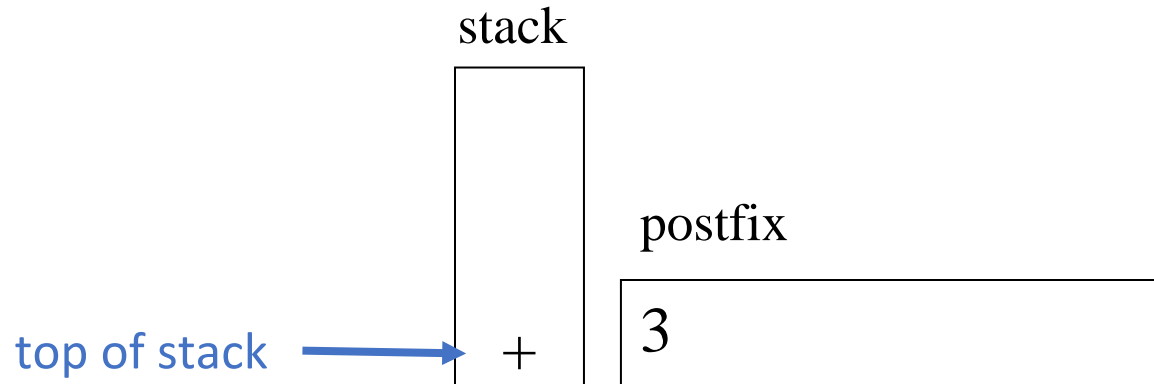 stack
postfix
3
top of stack
+